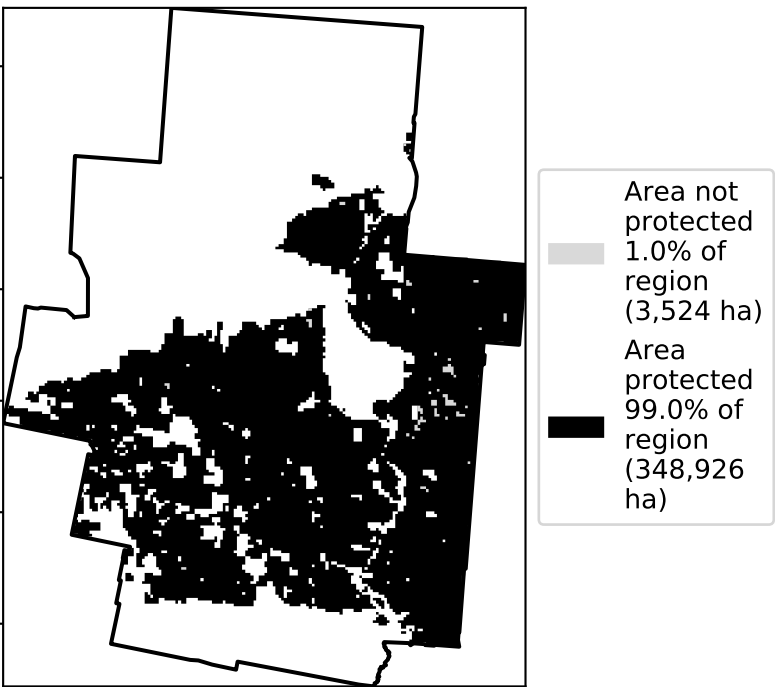 Area not
protected
1.0% of
region
(3,524 ha)
Area
protected
99.0% of
region
(348,926
ha)